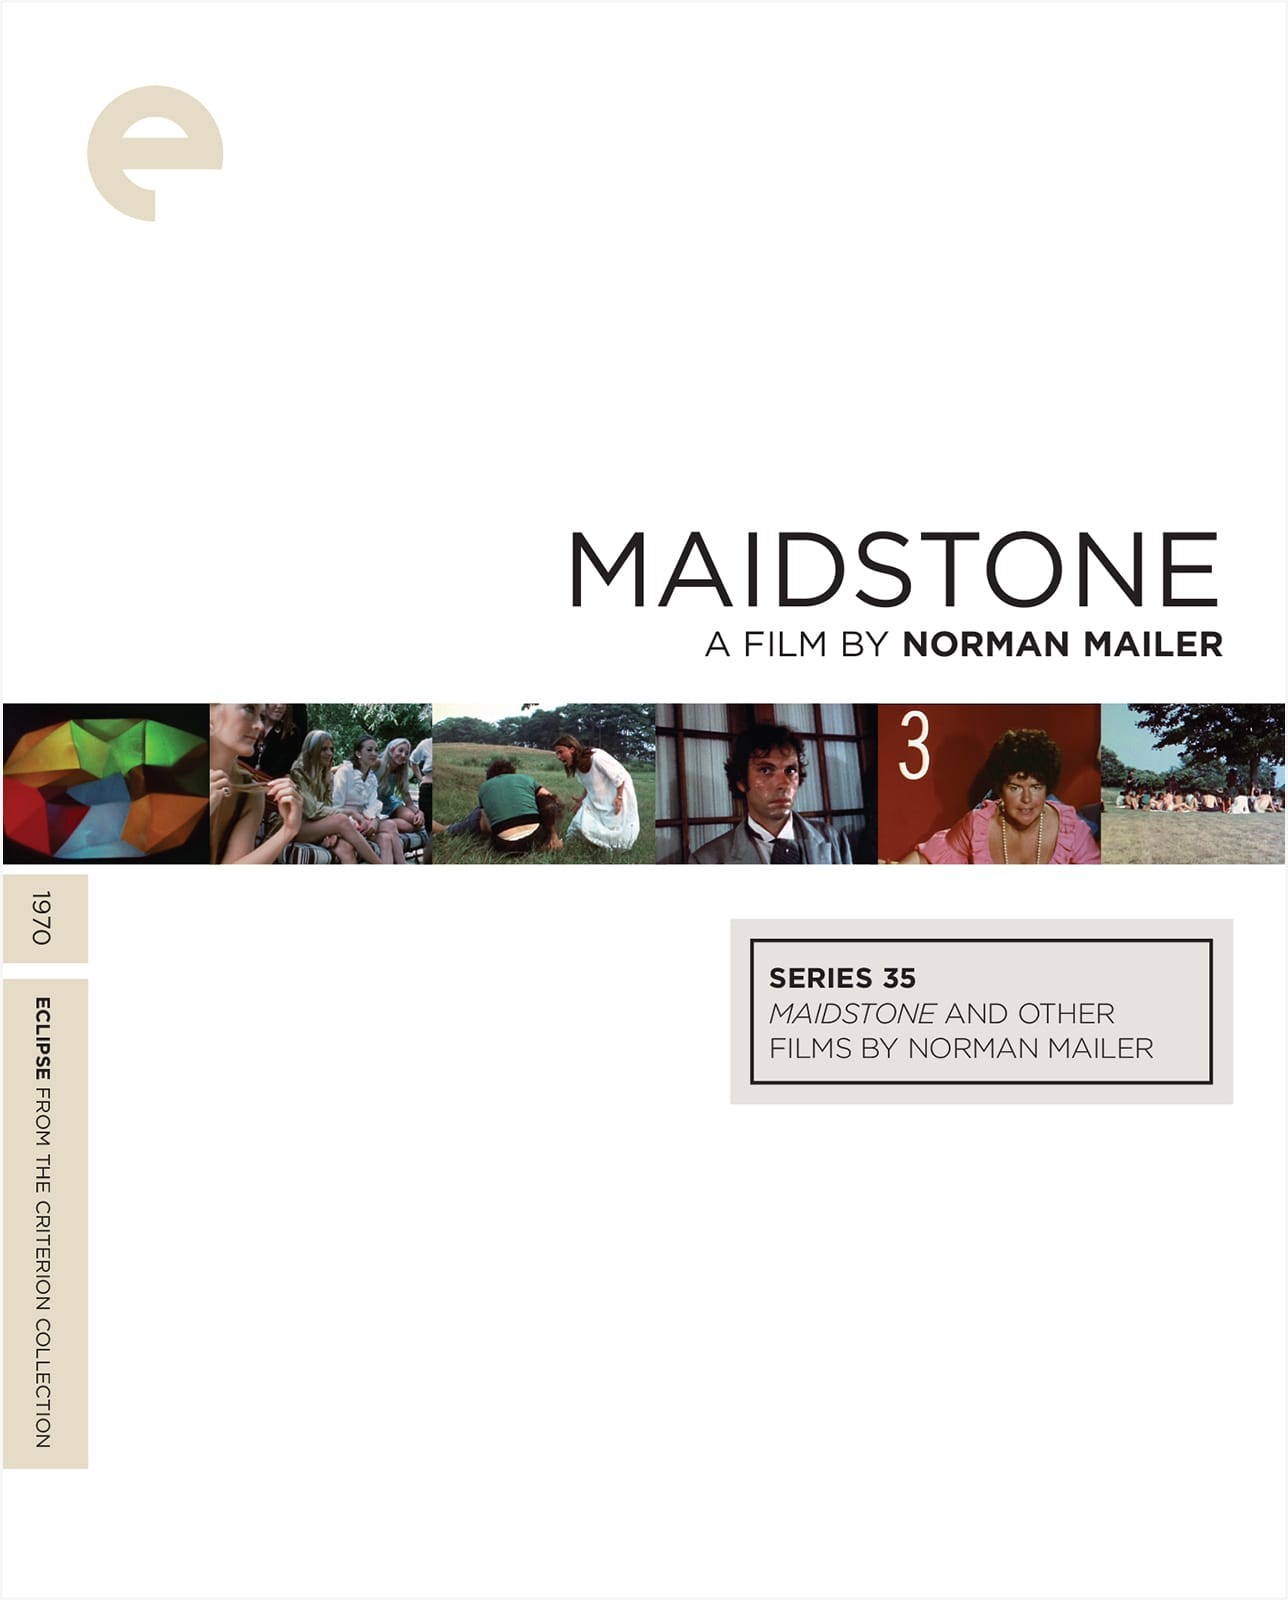 e
MAIDSTONE
A FILM BY NORMAN MAILER
3
1970
ECLIPSE FROM THE CRITERION COLLECTION
SERIES 35
MAIDSTONE AND OTHER
FILMS BY NORMAN MAILER